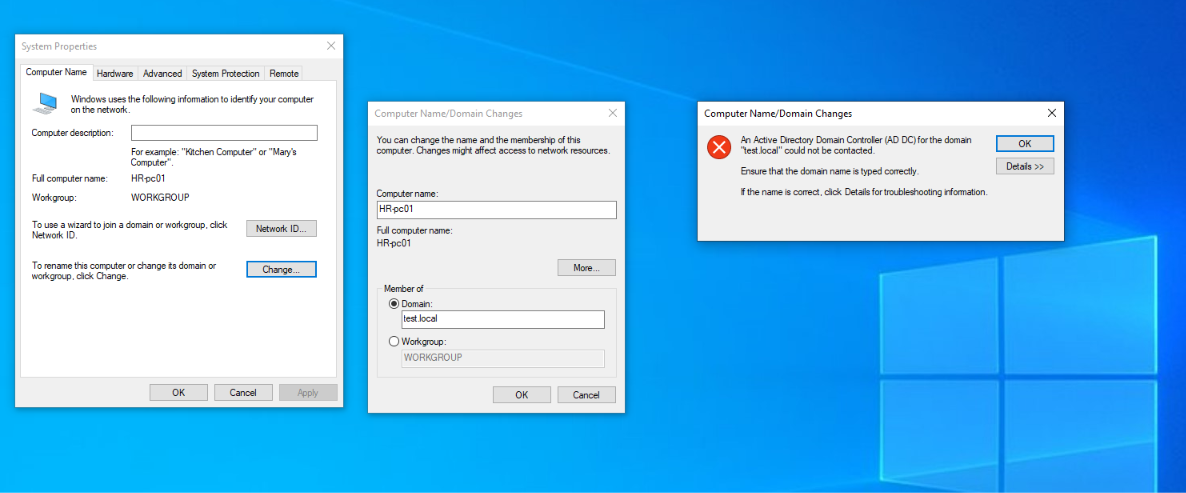 System Properties
Computer Name
Hardware
Advanced
System Protection
Remote
Windows uses the following information to identify your computer
on the network.
Computer description:
For example: "Kitchen Computer" or "Mary's
Computer".
Full computer name:
HR-pc01
Workgroup:
WORKGROUP
To use a wizard to join a domain or workgroup, click
Network ID.
Network ID...
To rename this computer or change its domain or
workgroup, click Change.
Change...
OK
Cancel
Apply
Computer Name/Domain Changes
You can change the name and the membership of this
computer. Changes might affect access to network resources.
Computer name:
HR-pc01
Full computer name:
HR-pc01
More...
Member of
Domain:
test.local
Workgroup:
WORKGROUP
OK
Cancel
Computer Name/Domain Changes
An Active Directory Domain Controller (AD DC) for the domain
"test.local" could not be contacted.
Ensure that the domain name is typed correctly.
If the name is correct, click Details for troubleshooting information.
OK
Details >>